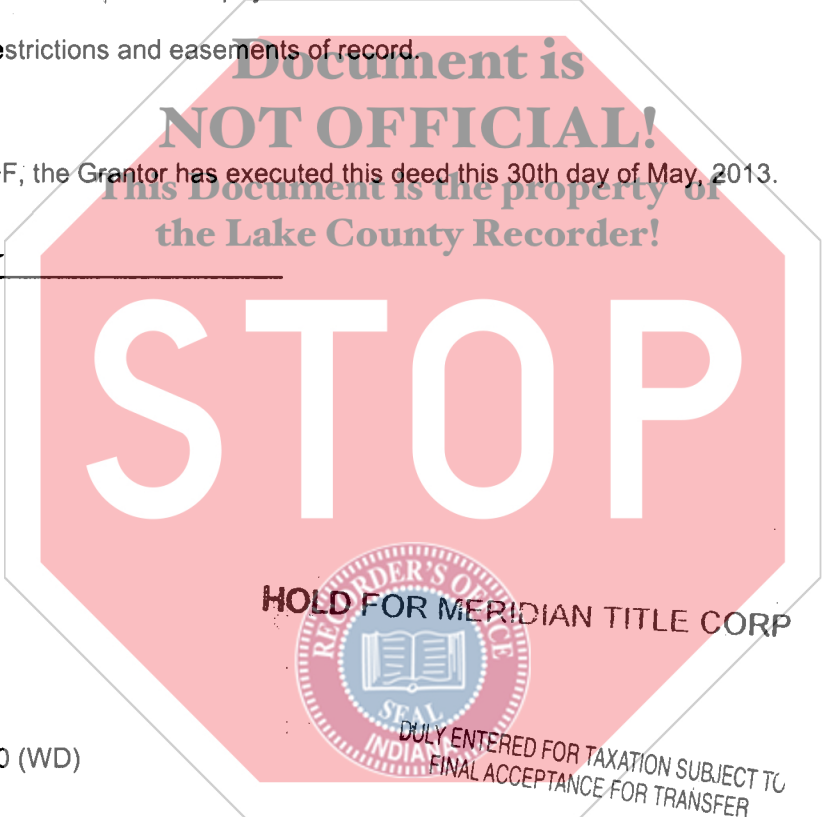 estrictions and easements of record.
Document is
NOT OFFICIAL!
F, the Grantor has executed this deed this 30th day of May, 2013.
This Document is the property of
the Lake County Recorder!
STOP
HOLD FOR MERIDIAN TITLE CORP
RECORDER'S OFFICE
SEAL
INDIANA
0 (WD)
DULY ENTERED FOR TAXATION SUBJECT TO
FINAL ACCEPTANCE FOR TRANSFER